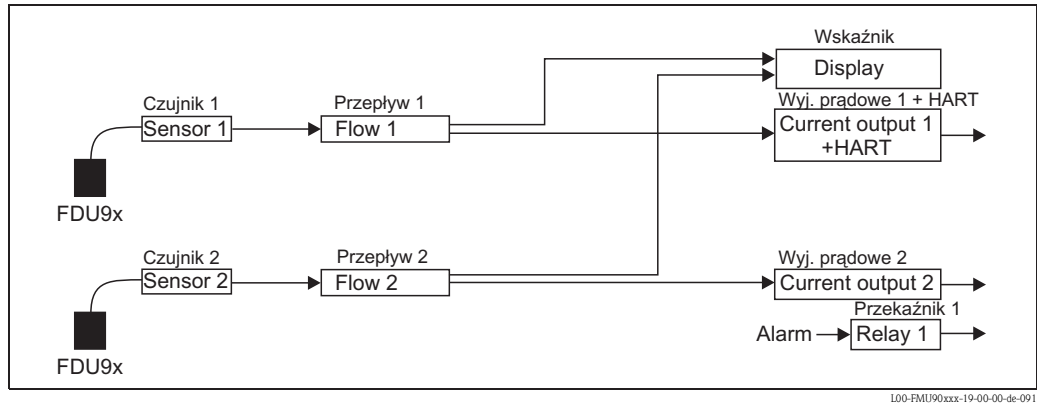 Wskaźnik
Display
Czujnik 1
Sensor 1
Przepływ 1
Flow 1
Wyj. prądowe 1 + HART
Current output 1
+HART
FDU9x
Czujnik 2
Sensor 2
Przepływ 2
Flow 2
Wyj. prądowe 2
Current output 2
Przekaźnik 1
Alarm
Relay 1
FDU9x
L00-FMU90xxx-19-00-00-de-091